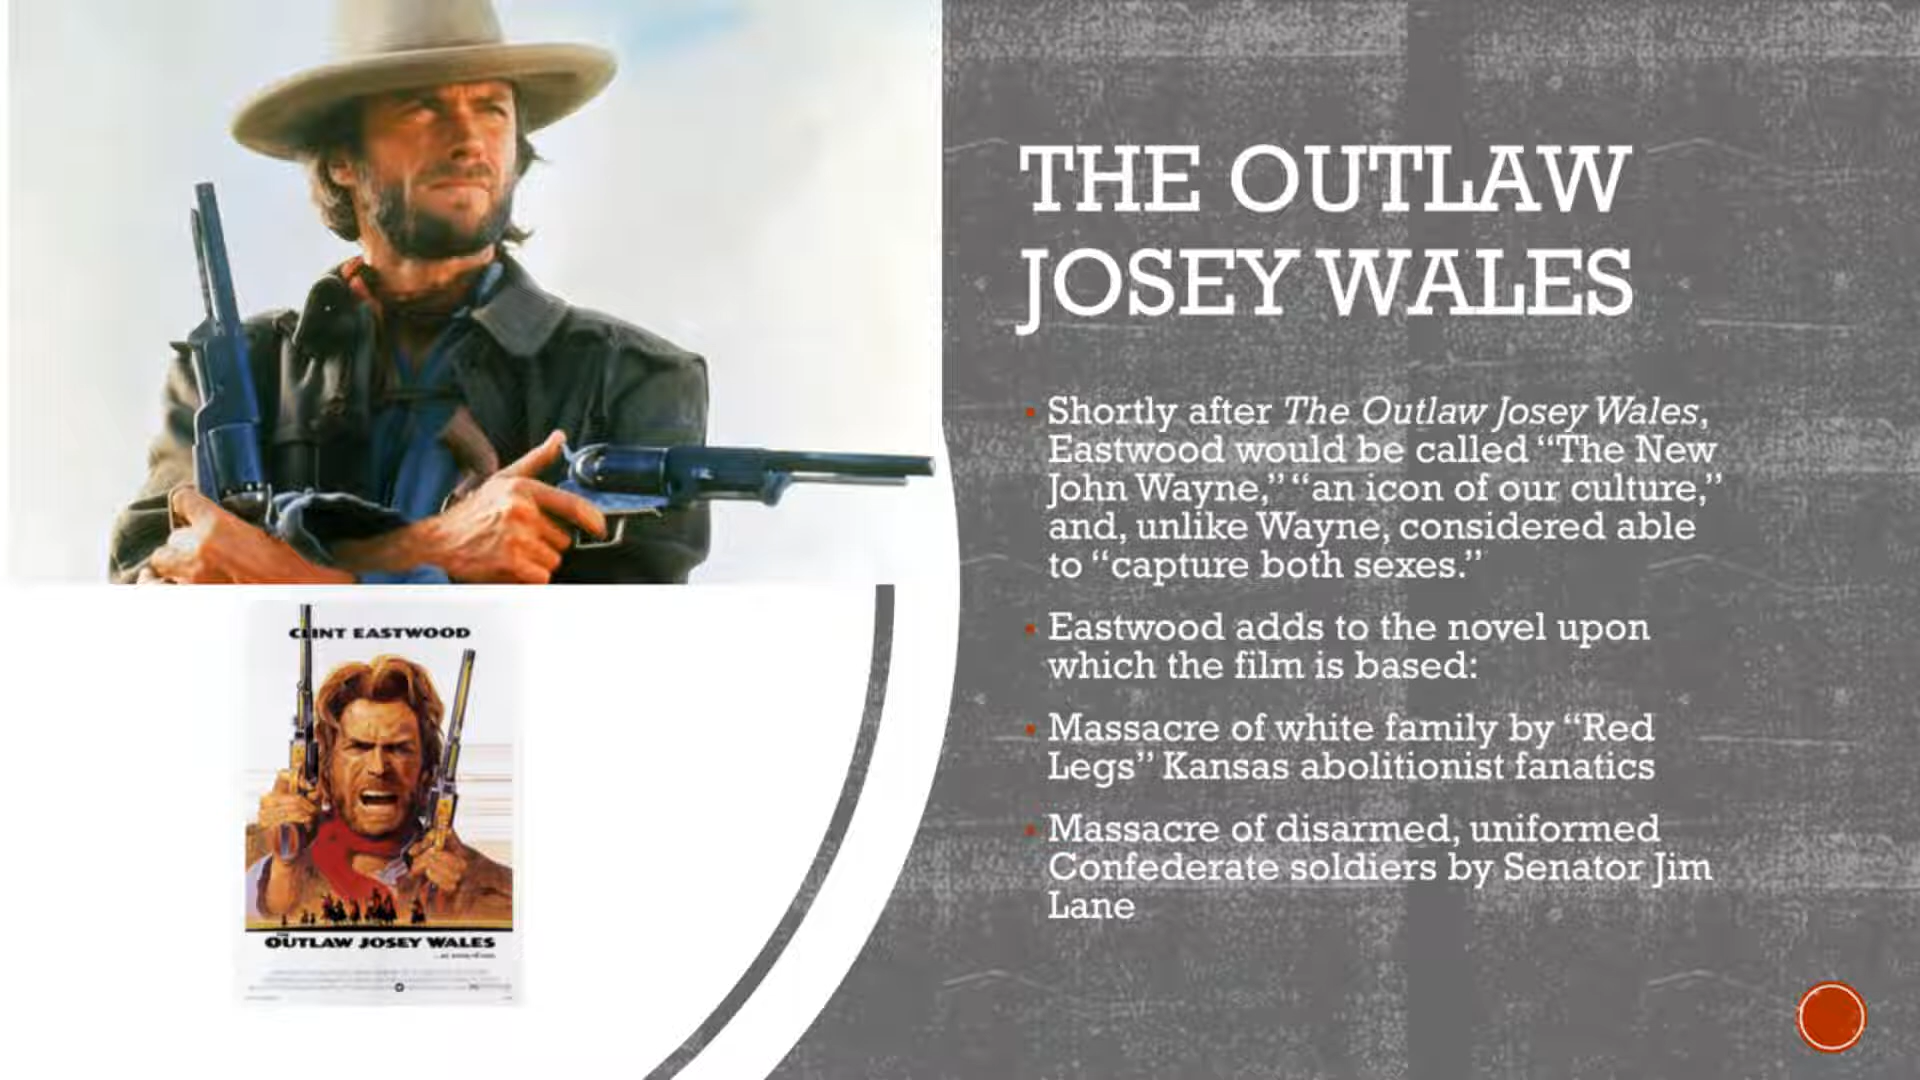 THE OUTLAW
JOSEY WALES
Shortly after The Outlaw Josey Wales,
Eastwood would be called “The New
John Wayne,” “an icon of our culture,”
and, unlike Wayne, considered able
to “capture both sexes.”
Eastwood adds to the novel upon
which the film is based:
Massacre of white family by “Red
Legs” Kansas abolitionist fanatics
Massacre of disarmed, uniformed
Confederate soldiers by Senator Jim
Lane
CLINT EASTWOOD
OUTLAW JOSEY WALES